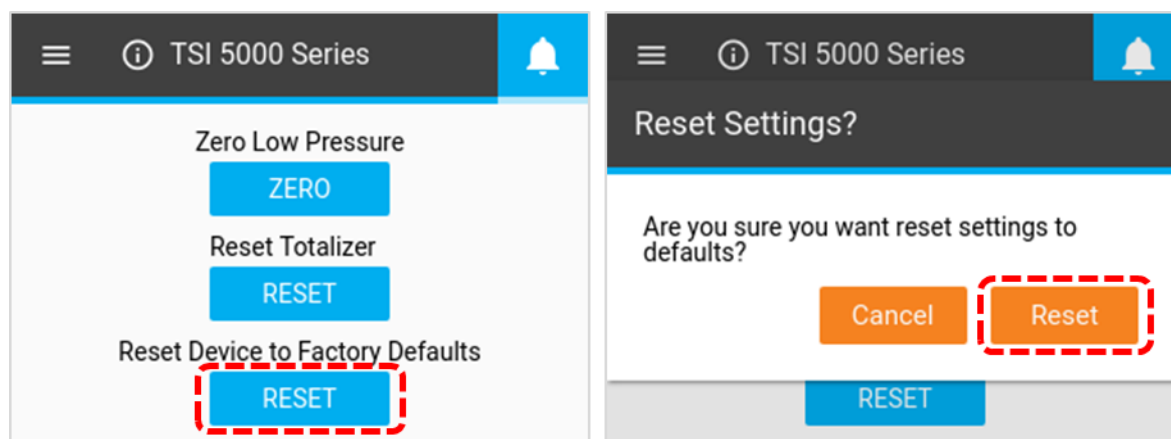 TSI 5000 Series
Zero Low Pressure
ZERO
Reset Totalizer
RESET
Reset Device to Factory Defaults
RESET
TSI 5000 Series
Reset Settings?
Are you sure you want reset settings to
defaults?
Cancel Reset
RESET